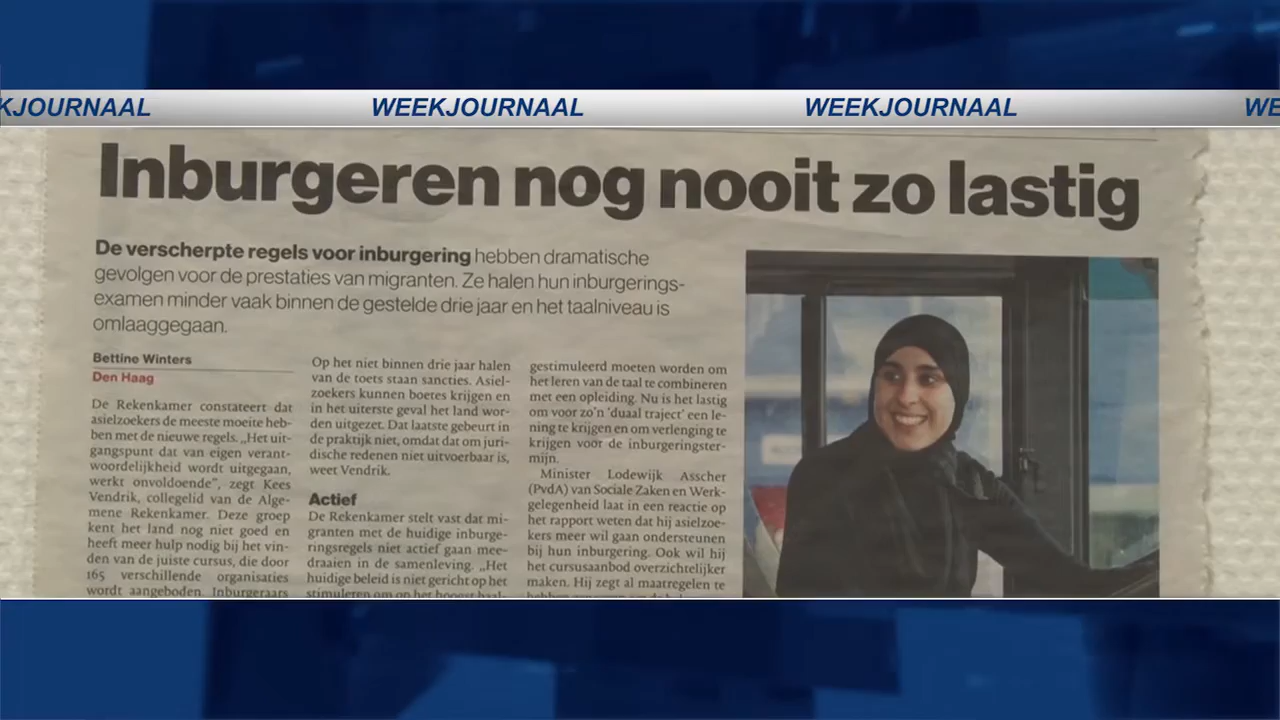 KJOURNAAL WEEKJOURNAAL WEEKJOURNAAL WE
Inburgeren nog nooit zo lastig
De verscherpte regels voor inburgering hebben dramatische
gevolgen voor de prestaties van migranten. Ze halen hun inburgerings-
examen minder vaak binnen de gestelde drie jaar en het taalniveau is
omlaaggegaan.
Bettine Winters
Den Haag
De Rekenkamer constateert dat
asielzoekers de meeste moeite heb-
ben met de nieuwe regels. „Het uit-
gangspunt dat van eigen verant-
woordelijkheid wordt uitgegaan,
werkt onvoldoende”, zegt Kees
Vendrik, collegelid van de Alge-
mene Rekenkamer. Deze groep
kent het land nog niet goed en
heeft meer hulp nodig bij het vin-
den van de juiste cursus, die door
165 verschillende organisaties
wordt aangeboden. Inburgeraars
Op het niet binnen drie jaar halen
van de toets staan sancties. Asiel-
zoekers kunnen boetes krijgen en
in het uiterste geval het land wor-
den uitgezet. Dat laatste gebeurt in
de praktijk niet, omdat dat om juri-
dische redenen niet uitvoerbaar is,
weet Vendrik.
Actief
De Rekenkamer stelt vast dat mi-
granten met de huidige inburge-
ringsregels niet actief gaan mee-
draaien in de samenleving. „Het
huidige beleid is niet gericht op het
stimuleren om op het hoogst haal-
gestimuleerd moeten worden om
het leren van de taal te combineren
met een opleiding. Nu is het lastig
om voor zo'n 'duaal traject' een le-
ning te krijgen en om verlenging te
krijgen voor de inburgeringster-
mijn.
Minister Lodewijk Asscher
(PvdA) van Sociale Zaken en Werk-
gelegenheid laat in een reactie op
het rapport weten dat hij asielzoe-
kers meer wil gaan ondersteunen
bij hun inburgering. Ook wil hij
het cursusaanbod overzichtelijker
maken. Hij zegt al maatregelen te